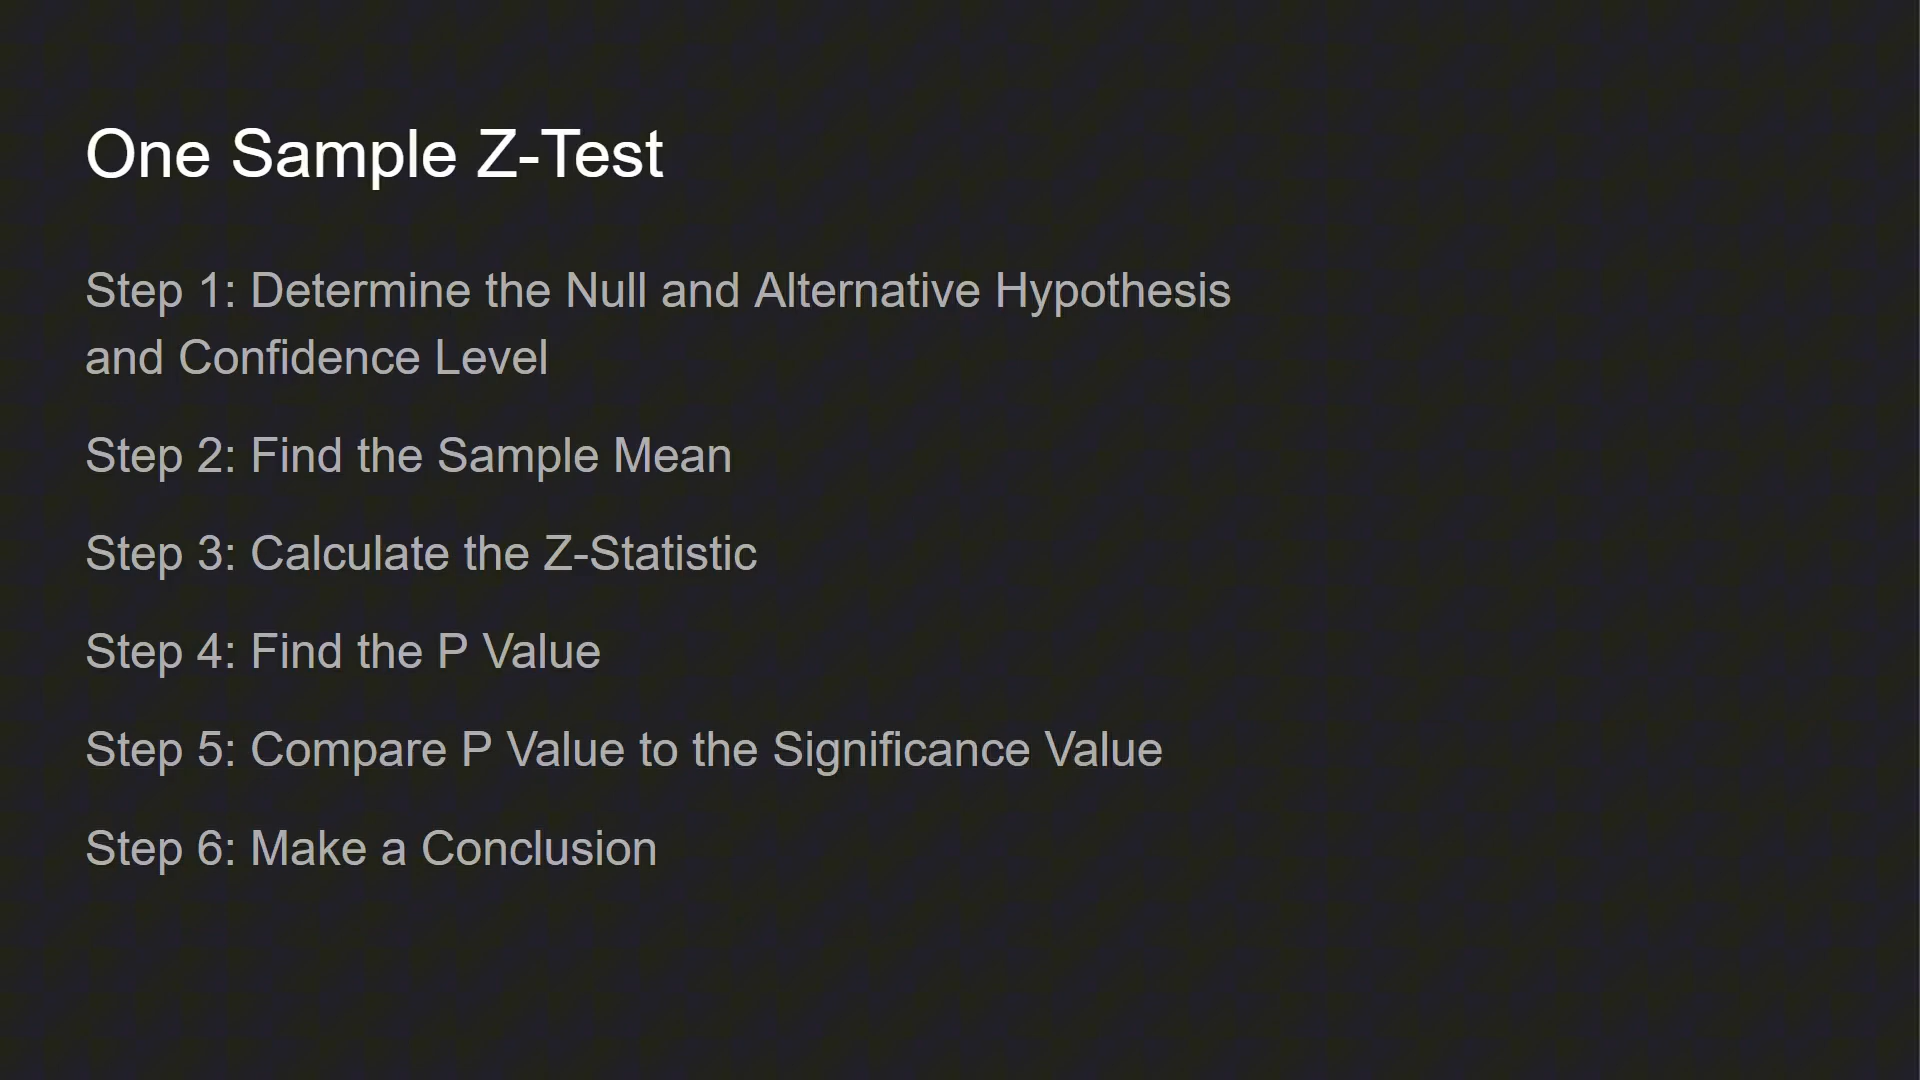 One Sample Z-Test
Step 1: Determine the Null and Alternative Hypothesis
and Confidence Level
Step 2: Find the Sample Mean
Step 3: Calculate the Z-Statistic
Step 4: Find the P Value
Step 5: Compare P Value to the Significance Value
Step 6: Make a Conclusion